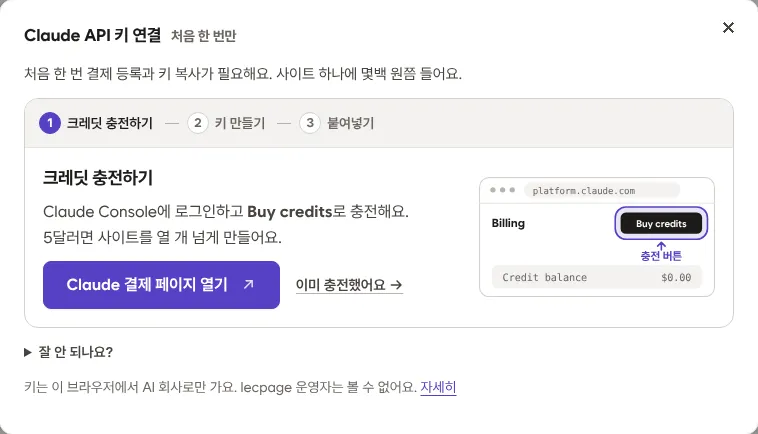 Claude API 키 연결 처음 한 번만
처음 한 번 결제 등록과 키 복사가 필요해요. 사이트 하나에 몇백 원쯤 들어요.
1 크레딧 충전하기 — 2 키 만들기 — 3 붙여넣기
크레딧 충전하기
Claude Console에 로그인하고 Buy credits로 충전해요.
5달러면 사이트를 열 개 넘게 만들어요.
Claude 결제 페이지 열기 ↗ 이미 충전했어요 →
platform.claude.com
Billing Buy credits
↑
충전 버튼
Credit balance $0.00
▶ 잘 안 되나요?
키는 이 브라우저에서 AI 회사로만 가요. lecpage 운영자는 볼 수 없어요. 자세히